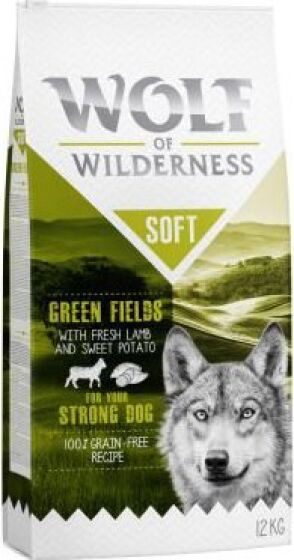 WOLF
OF
WILDERNESS
SOFT
GREEN FIELDS
WITH FRESH LAMB
AND SWEET POTATO
FOR YOUR
STRONG DOG
100% GRAIN-FREE
RECIPE
12 KG